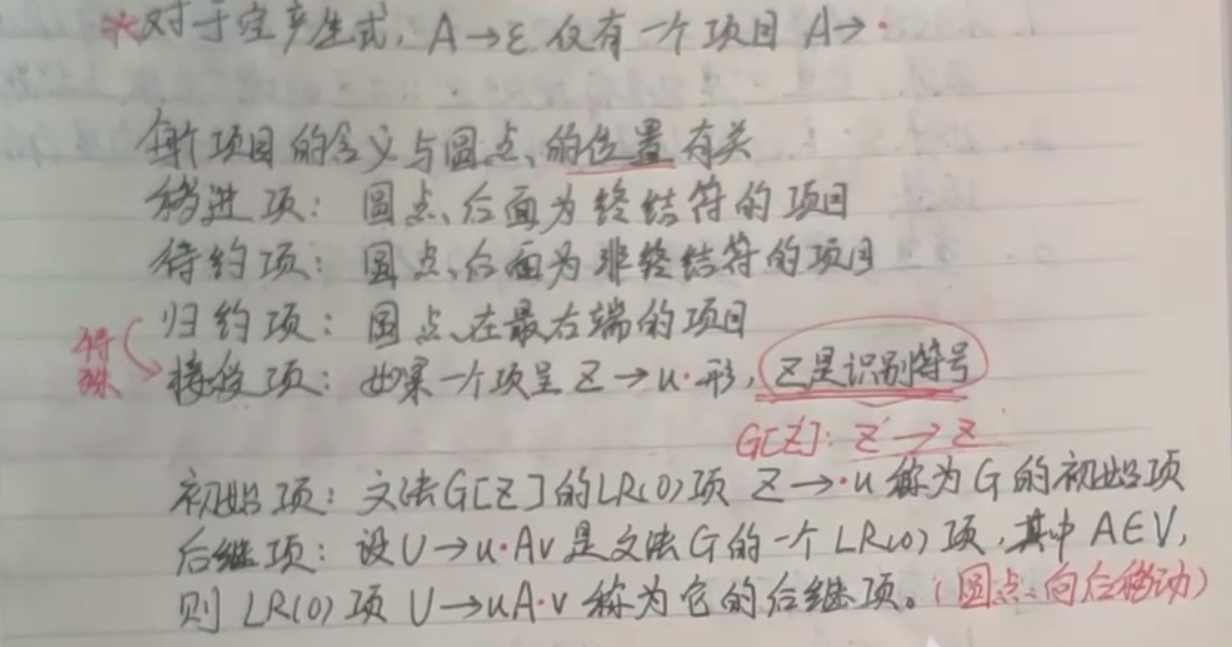 *对于空产生式，A→ε仅有一个项目 A→·
每个项目的含义与圆点的位置有关
移进项：圆点后面为终结符的项目
待约项：圆点后面为非终结符的项目
归约项：圆点在最右端的项目
特殊
接受项：如果一个项呈 Z→u·形，Z是识别符号
G[Z']: Z'→Z
初始项：文法G[Z]的LR(0)项 Z→·u 称为G的初始项
后继项：设U→u·Av是文法G的一个LR(0)项，其中A∈V，
则 LR(0)项 U→uA·v 称为它的后继项。(圆点向后移动)